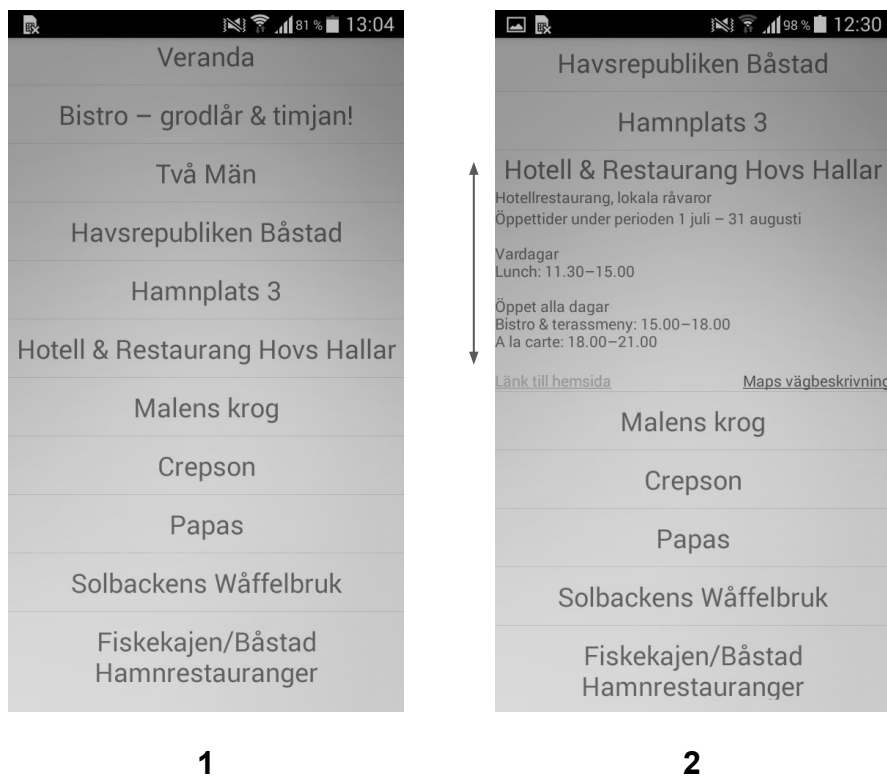 81 % 13:04
Veranda
Bistro – grodlår & timjan!
Två Män
Havsrepubliken Båstad
Hamnplats 3
Hotell & Restaurang Hovs Hallar
Malens krog
Crepson
Papas
Solbackens Wåffelbruk
Fiskekajen/Båstad
Hamnrestauranger
1
98 % 12:30
Havsrepubliken Båstad
Hamnplats 3
Hotell & Restaurang Hovs Hallar
Hotellrestaurang, lokala råvaror
Öppettider under perioden 1 juli – 31 augusti
Vardagar
Lunch: 11.30–15.00
Öppet alla dagar
Bistro & terassmeny: 15.00–18.00
A la carte: 18.00–21.00
Länk till hemsida Maps vägbeskrivning
Malens krog
Crepson
Papas
Solbackens Wåffelbruk
Fiskekajen/Båstad
Hamnrestauranger
2